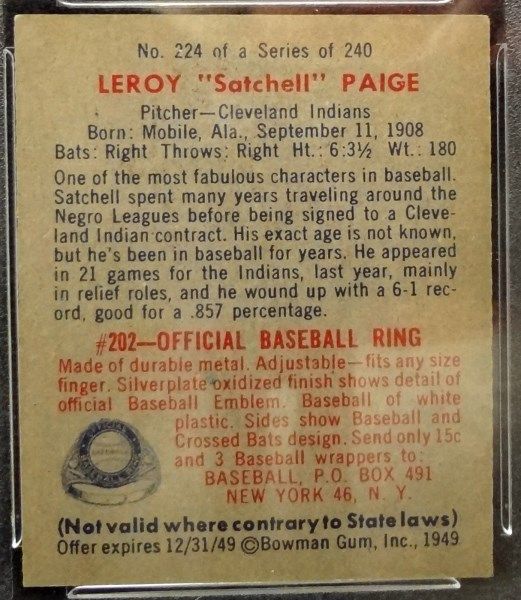 No. 224 of a Series of 240
LEROY "Satchell" PAIGE
Pitcher—Cleveland Indians
Born: Mobile, Ala., September 11, 1908
Bats: Right Throws: Right Ht.: 6:3½ Wt.: 180
One of the most fabulous characters in baseball.
Satchell spent many years traveling around the
Negro Leagues before being signed to a Cleve-
land Indian contract. His exact age is not known,
but he's been in baseball for years. He appeared
in 21 games for the Indians, last year, mainly
in relief roles, and he wound up with a 6-1 rec-
ord, good for a .857 percentage.
#202—OFFICIAL BASEBALL RING
Made of durable metal. Adjustable—fits any size
finger. Silverplate oxidized finish shows detail of
official Baseball Emblem. Baseball of white
plastic. Sides show Baseball and
Crossed Bats design. Send only 15c
and 3 Baseball wrappers to:
BASEBALL, P.O. BOX 491
NEW YORK 46, N. Y.
(Not valid where contrary to State laws)
Offer expires 12/31/49 ©Bowman Gum, Inc., 1949